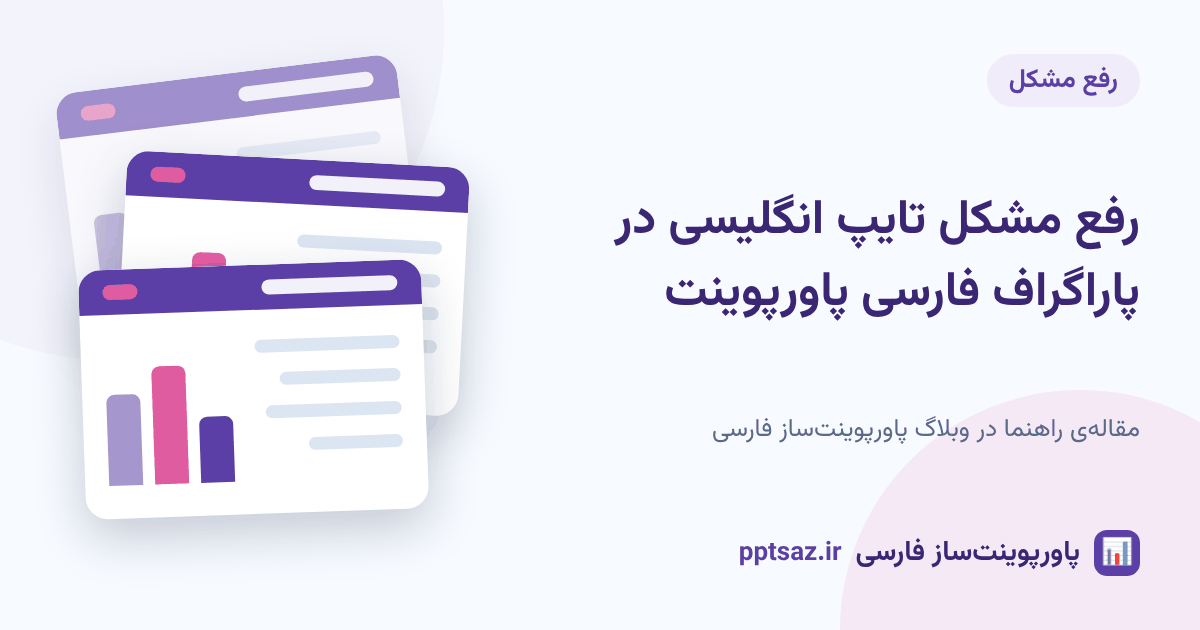 رفع مشکل
رفع مشکل تایپ انگلیسی در
پاراگراف فارسی پاورپوینت
مقاله‌ی راهنما در وبلاگ پاورپوینت‌ساز فارسی
پاورپوینت‌ساز فارسی pptsaz.ir